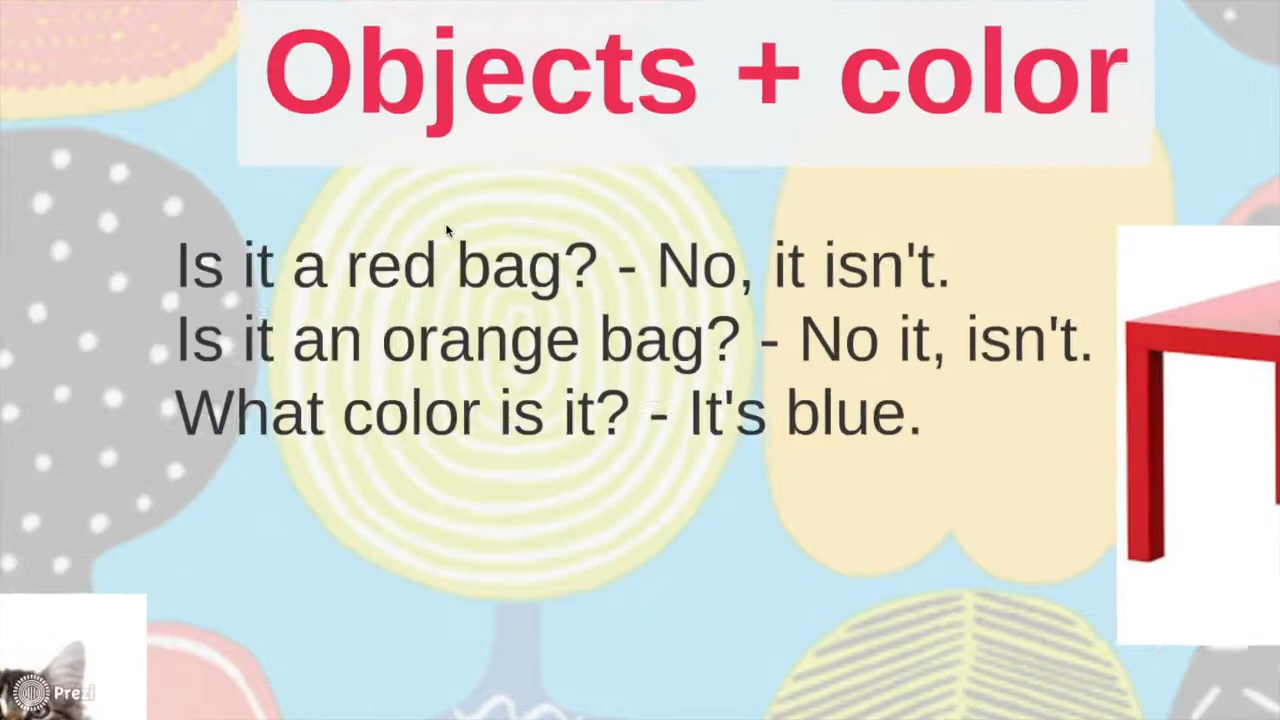 Objects + color
Is it a red bag? - No, it isn't.
Is it an orange bag? - No it, isn't.
What color is it? - It's blue.
Prezi